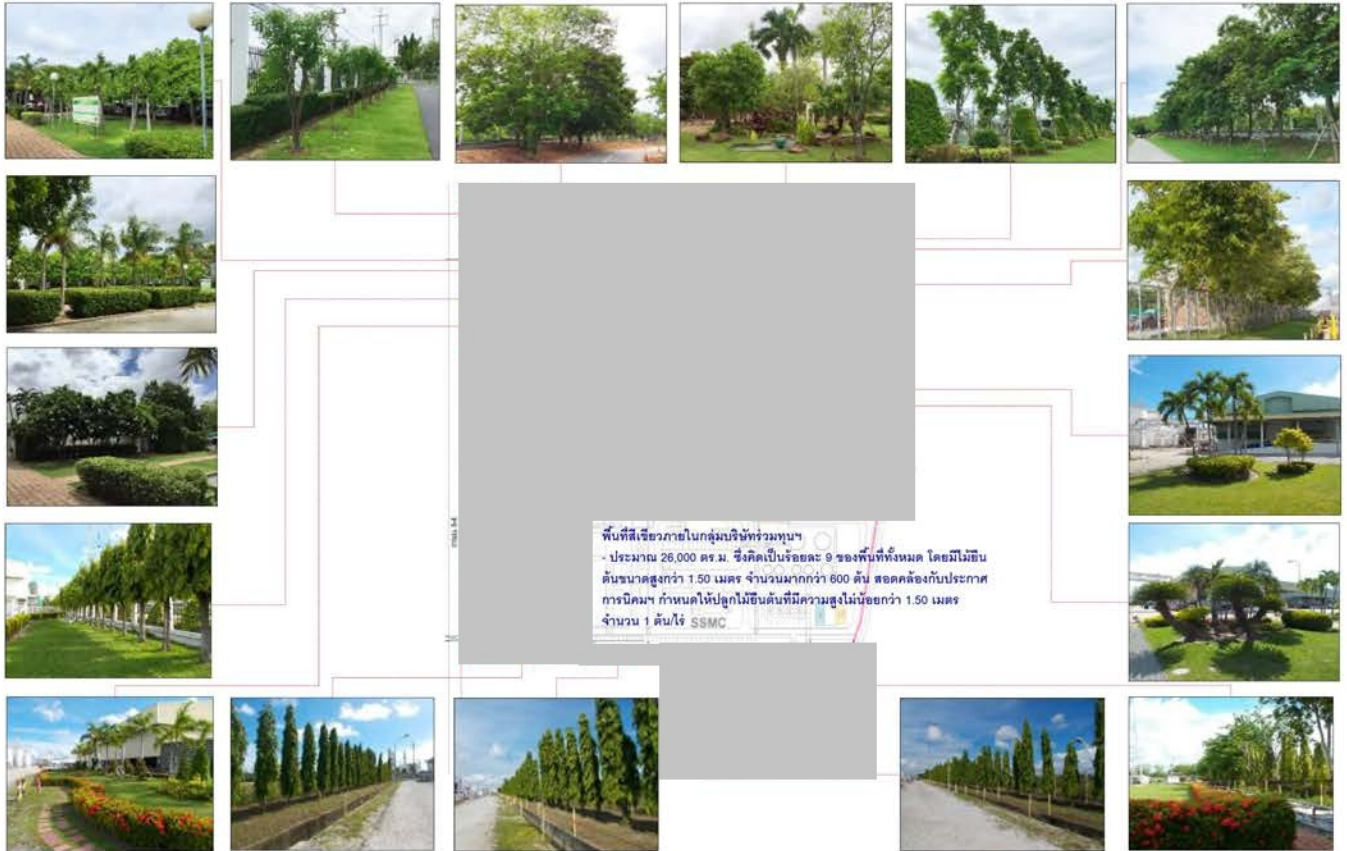 พื้นที่สีเขียวภายในกลุ่มบริษัทร่วมทุนฯ
- ประมาณ 26,000 ตร.ม. ซึ่งคิดเป็นร้อยละ 9 ของพื้นที่ทั้งหมด โดยมีไม้ยืน
ต้นขนาดสูงกว่า 1.50 เมตร จำนวนมากกว่า 600 ต้น สอดคล้องกับประกาศ
การนิคมฯ กำหนดให้ปลูกไม้ยืนต้นที่มีความสูงไม่น้อยกว่า 1.50 เมตร
จำนวน 1 ต้น/ไร่ SSMC